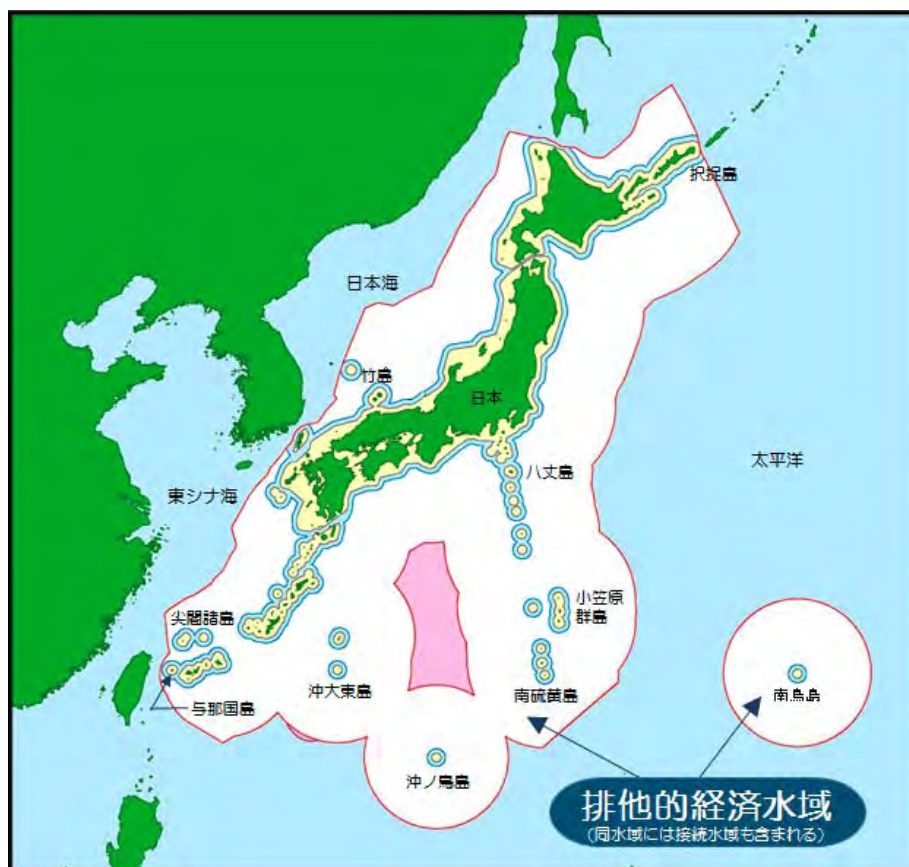 択捉島
日本海
竹島
日本
八丈島
太平洋
東シナ海
小笠原
群島
尖閣諸島
沖大東島
南硫黄島
南鳥島
与那国島
沖ノ鳥島
排他的経済水域
(同水域には接続水域も含まれる)